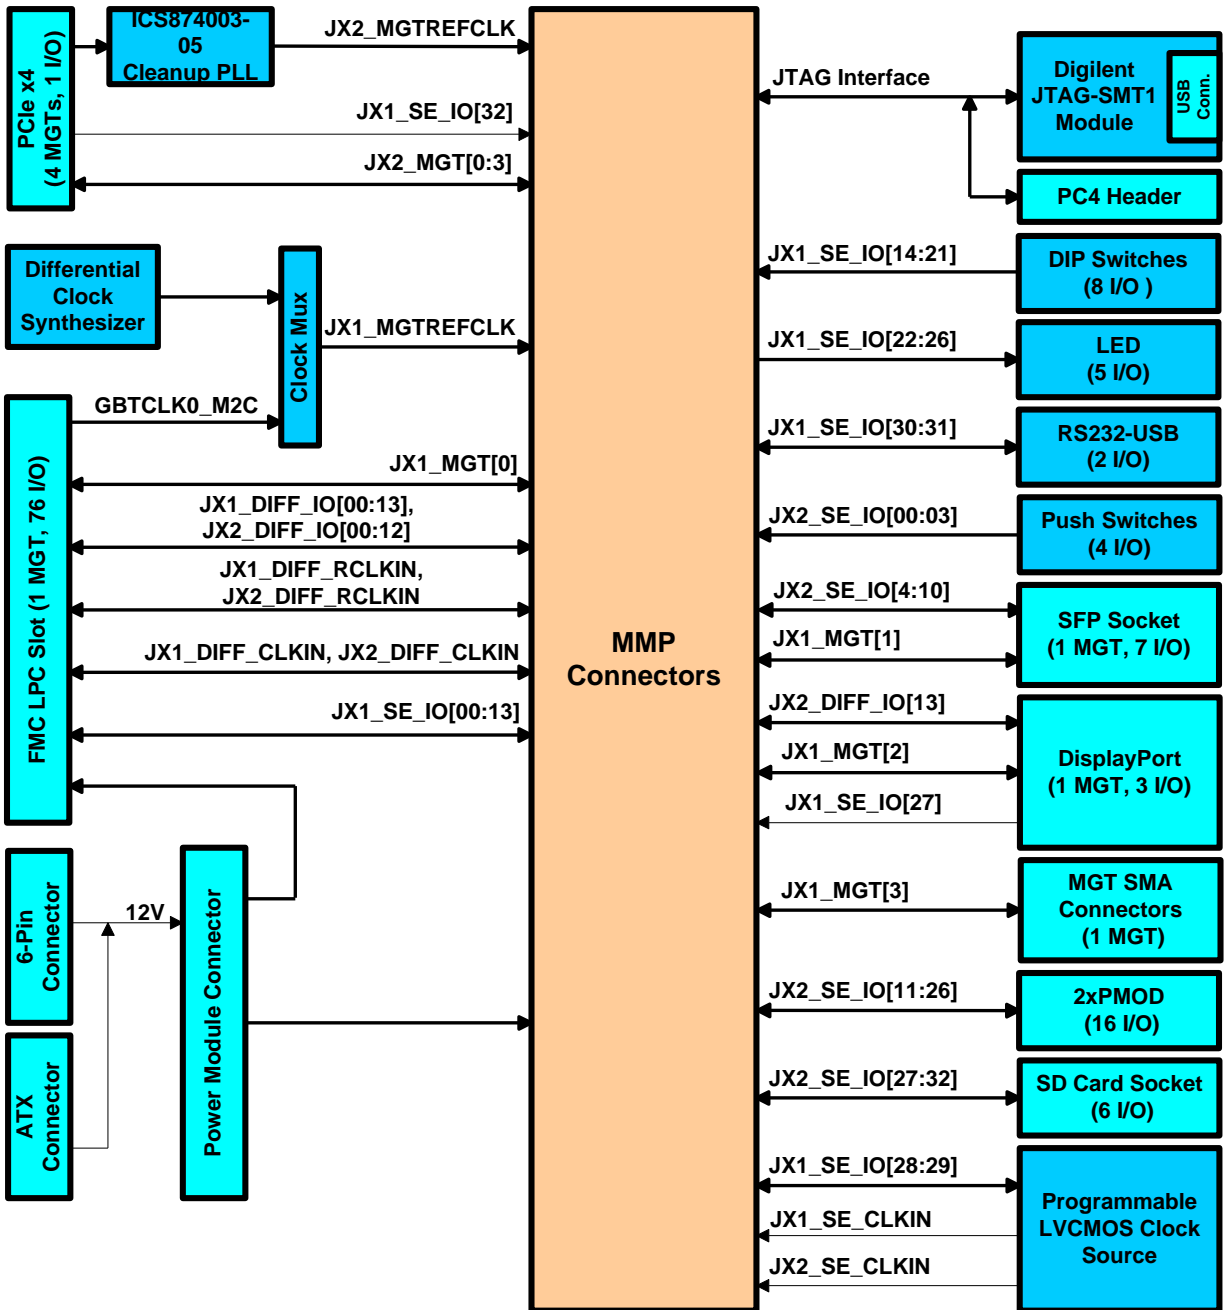 PCIe x4
(4 MGTs, 1 I/O)
ICS874003-
05
Cleanup PLL
JX2_MGTREFCLK
JX1_SE_IO[32]
JX2_MGT[0:3]
Differential
Clock
Synthesizer
Clock Mux
JX1_MGTREFCLK
GBTCLK0_M2C
FMC LPC Slot (1 MGT, 76 I/O)
JX1_MGT[0]
JX1_DIFF_IO[00:13],
JX2_DIFF_IO[00:12]
JX1_DIFF_RCLKIN,
JX2_DIFF_RCLKIN
JX1_DIFF_CLKIN, JX2_DIFF_CLKIN
JX1_SE_IO[00:13]
6-Pin
Connector
12V
ATX
Connector
Power Module Connector
MMP
Connectors
JTAG Interface
Digilent
JTAG-SMT1
Module
USB
Conn.
PC4 Header
JX1_SE_IO[14:21]
DIP Switches
(8 I/O )
JX1_SE_IO[22:26]
LED
(5 I/O)
JX1_SE_IO[30:31]
RS232-USB
(2 I/O)
JX2_SE_IO[00:03]
Push Switches
(4 I/O)
JX2_SE_IO[4:10]
JX1_MGT[1]
SFP Socket
(1 MGT, 7 I/O)
JX2_DIFF_IO[13]
JX1_MGT[2]
JX1_SE_IO[27]
DisplayPort
(1 MGT, 3 I/O)
JX1_MGT[3]
MGT SMA
Connectors
(1 MGT)
JX2_SE_IO[11:26]
2xPMOD
(16 I/O)
JX2_SE_IO[27:32]
SD Card Socket
(6 I/O)
JX1_SE_IO[28:29]
JX1_SE_CLKIN
JX2_SE_CLKIN
Programmable
LVCMOS Clock
Source